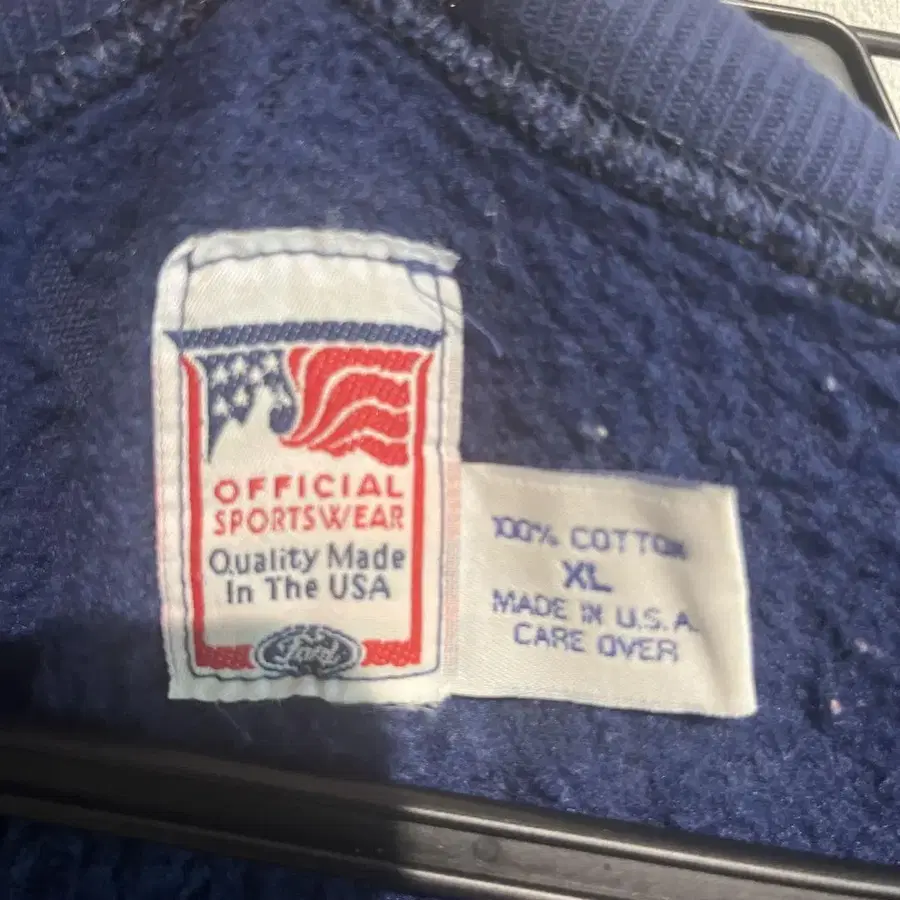 OFFICIAL
SPORTSWEAR
Quality Made
In The USA
Ford
100% COTTON
XL
MADE IN U.S.A.
CARE OVER